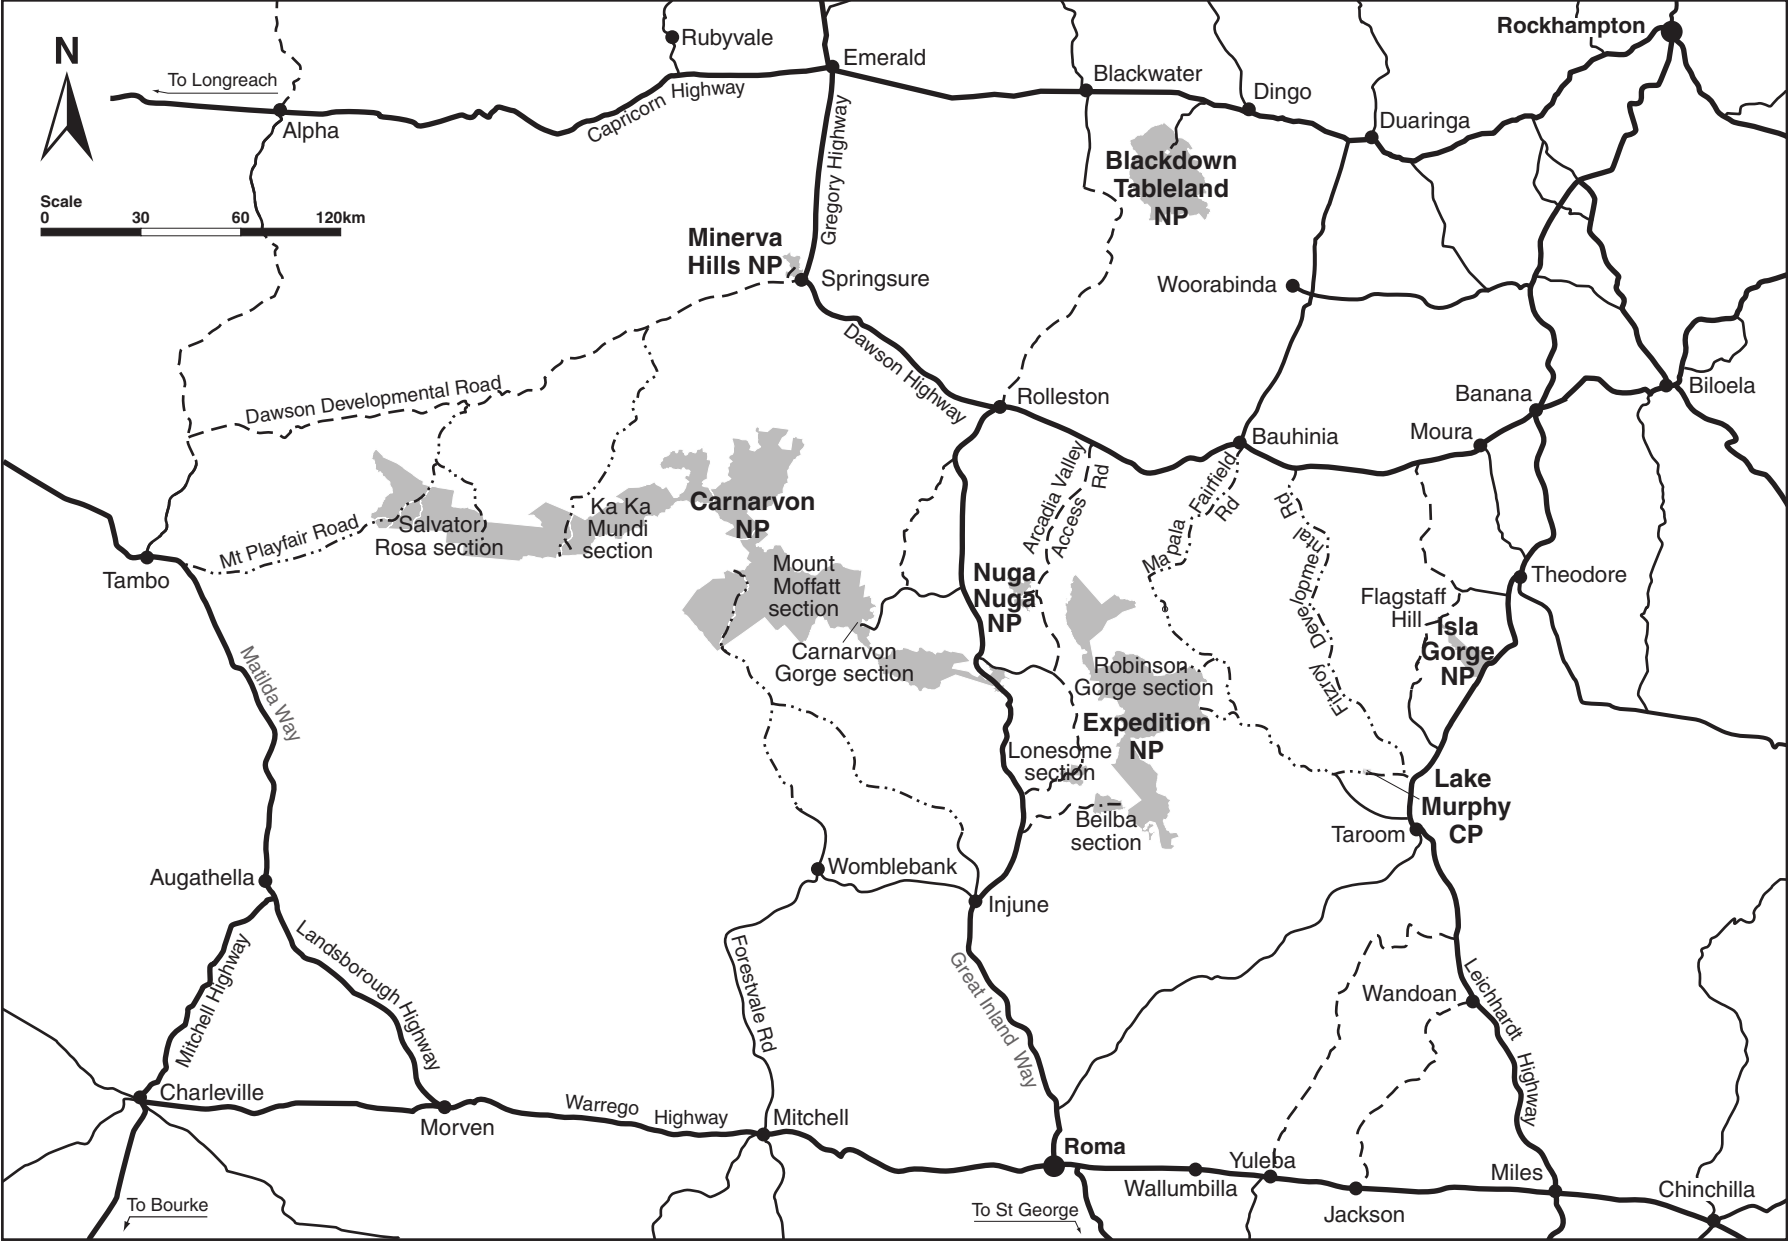 Rockhampton
Rubyvale
Emerald
N
To Longreach
Blackwater
Dingo
Capricorn Highway
Alpha
Duaringa
Gregory Highway
Blackdown
Tableland
NP
Scale
0 30 60 120km
Minerva
Hills NP
Springsure
Woorabinda
Dawson Highway
Dawson Developmental Road
Rolleston
Banana
Biloela
Moura
Bauhinia
Arcadia Valley
Access Rd
Mapala Fairfield
Rd
Fitzroy Developmental Rd
Carnarvon
NP
Ka Ka
Mundi
section
Salvator
Rosa section
Mt Playfair Road
Tambo
Mount
Moffatt
section
Nuga
Nuga
NP
Theodore
Flagstaff
Hill
Isla
Gorge
NP
Carnarvon
Gorge section
Robinson
Gorge section
Matilda Way
Expedition
NP
Lonesome
section
Lake
Murphy
CP
Beilba
section
Taroom
Womblebank
Augathella
Injune
Landsborough Highway
Mitchell Highway
Forestvale Rd
Great Inland Way
Wandoan
Leichhardt Highway
Charleville
Morven
Warrego Highway
Mitchell
Roma
Yuleba
Wallumbilla
Jackson
Miles
Chinchilla
To Bourke
To St George